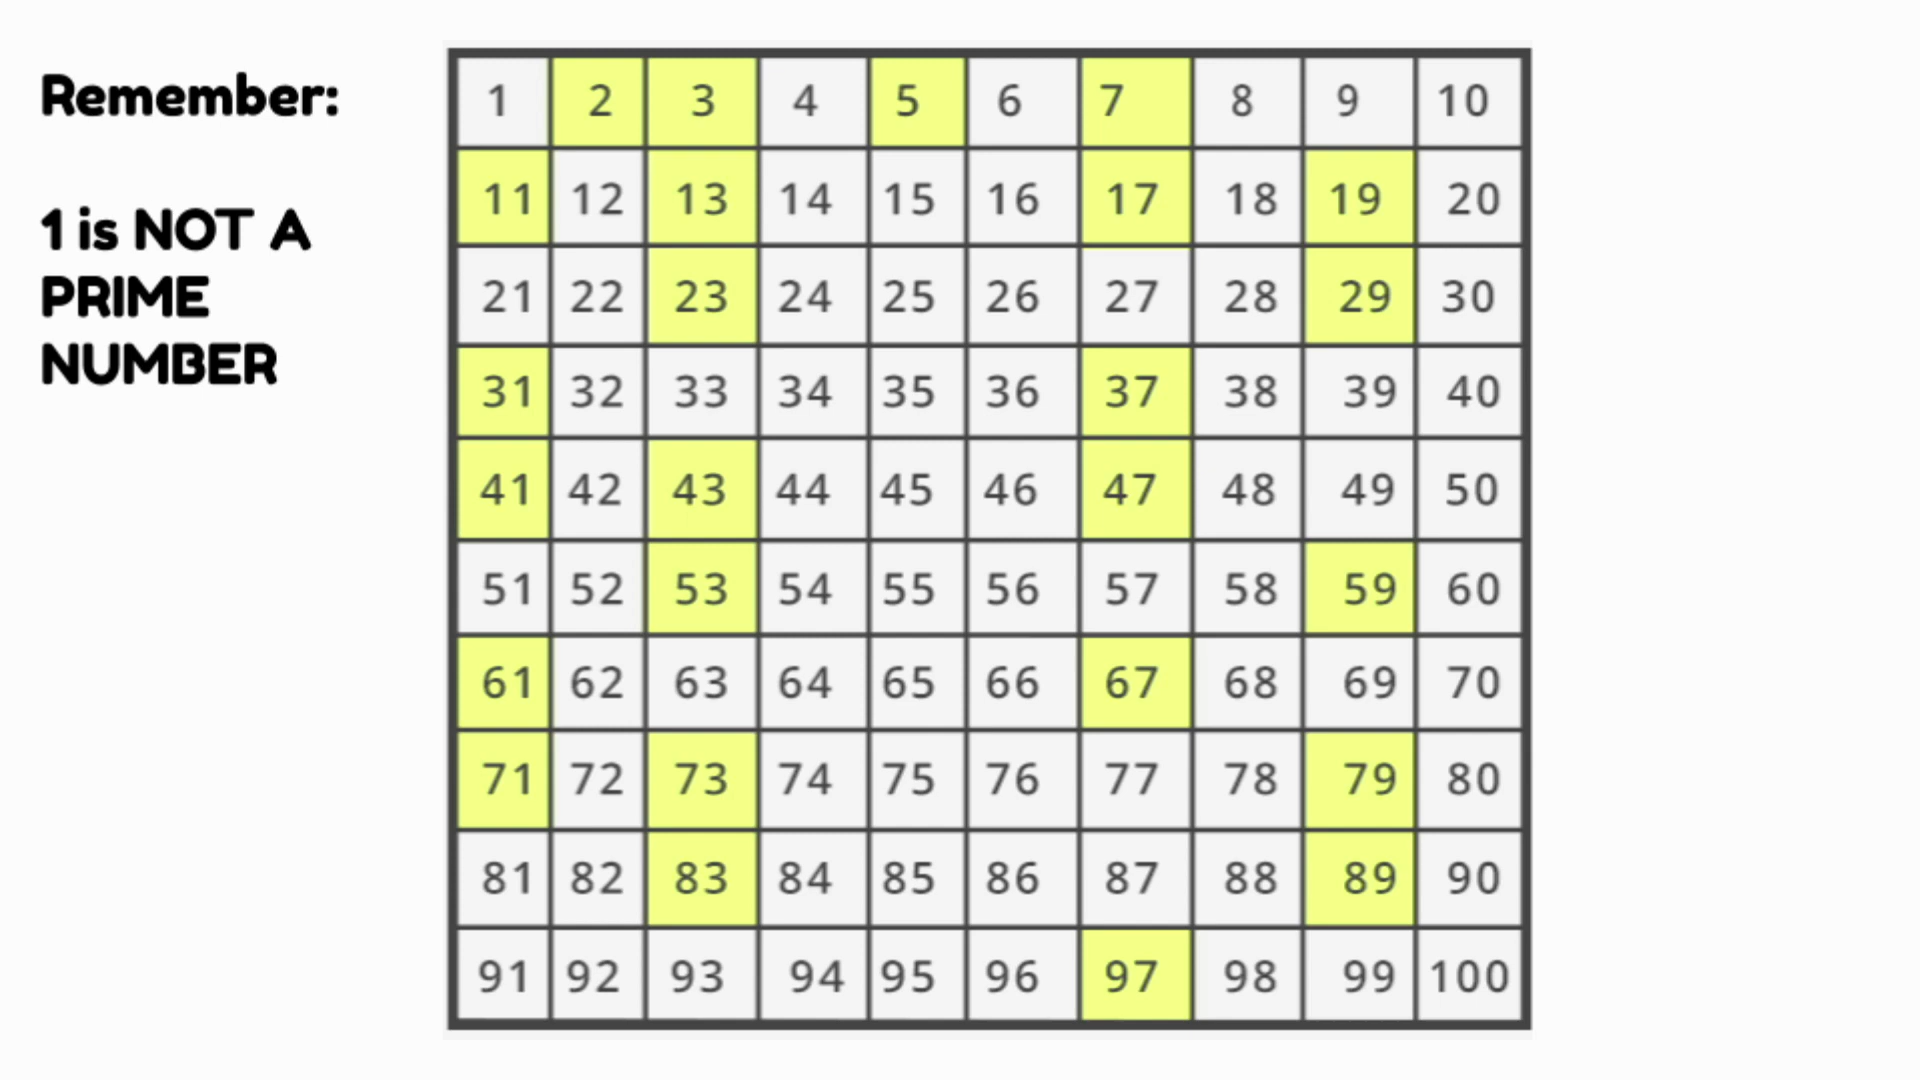 Remember:
1 is NOT A
PRIME
NUMBER
1 2 3 4 5 6 7 8 9 10
11 12 13 14 15 16 17 18 19 20
21 22 23 24 25 26 27 28 29 30
31 32 33 34 35 36 37 38 39 40
41 42 43 44 45 46 47 48 49 50
51 52 53 54 55 56 57 58 59 60
61 62 63 64 65 66 67 68 69 70
71 72 73 74 75 76 77 78 79 80
81 82 83 84 85 86 87 88 89 90
91 92 93 94 95 96 97 98 99 100